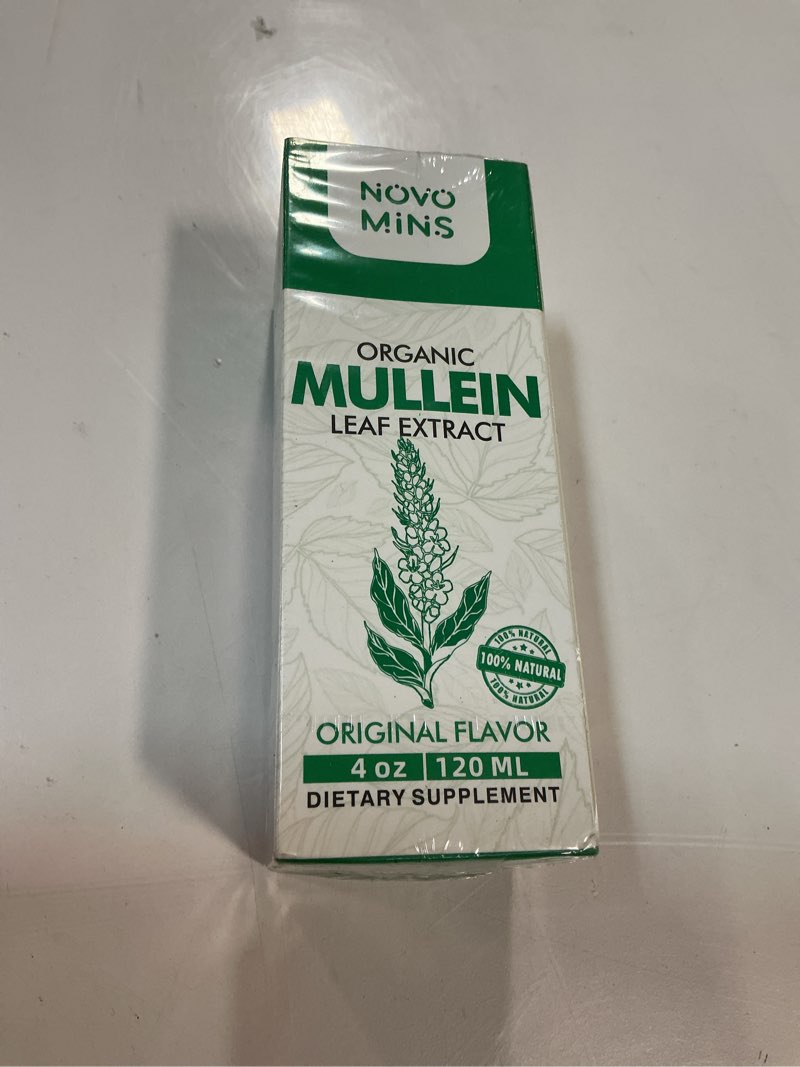 NOVO
MINS
ORGANIC
MULLEIN
LEAF EXTRACT
100% NATURAL
100% NATURAL
100% NATURAL
ORIGINAL FLAVOR
4 oz | 120 ML
DIETARY SUPPLEMENT